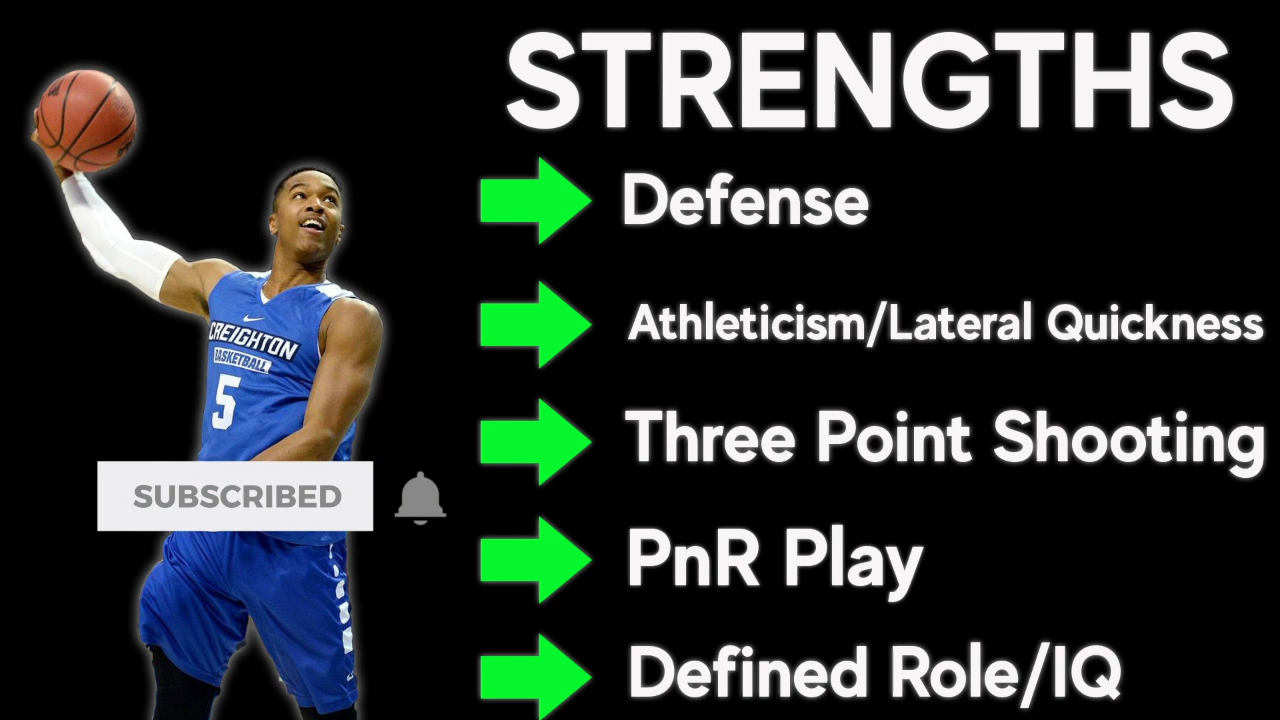 STRENGTHS
Defense
Athleticism/Lateral Quickness
Three Point Shooting
PnR Play
Defined Role/IQ
CREIGHTON
BASKETBALL
5
SUBSCRIBED